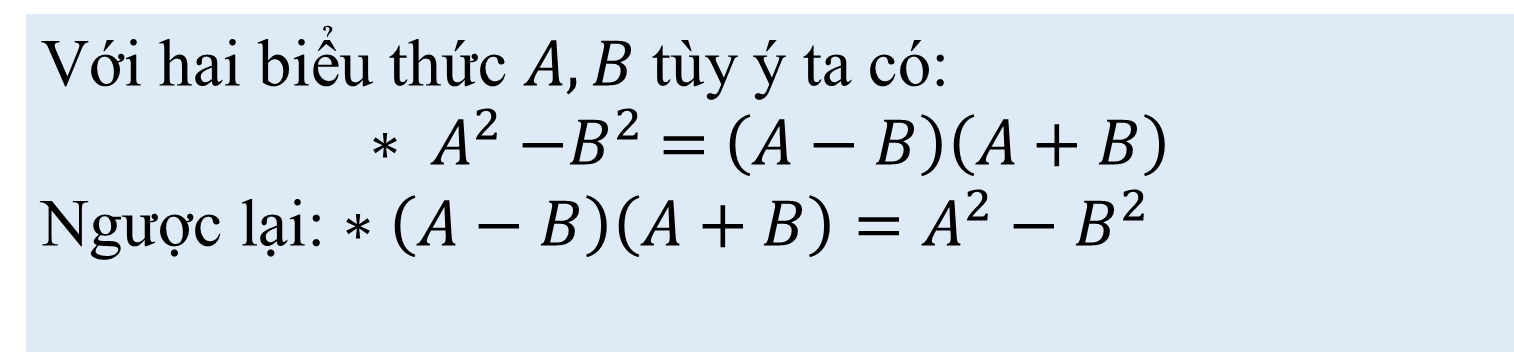 Với hai biểu thức A, B tùy ý ta có:
* A² −B² = (A − B)(A + B)
Ngược lại: * (A − B)(A + B) = A² − B²